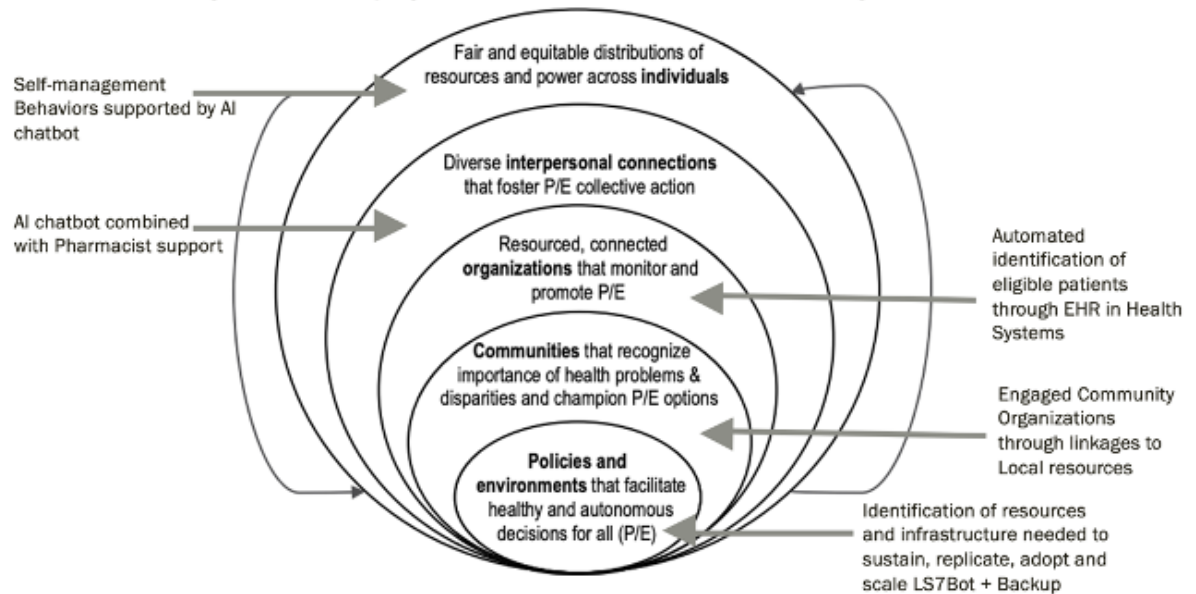 Fair and equitable distributions of
resources and power across individuals
Self-management
Behaviors supported by AI
chatbot
Diverse interpersonal connections
that foster P/E collective action
AI chatbot combined
with Pharmacist support
Resourced, connected
organizations that monitor and
promote P/E
Automated
identification of
eligible patients
through EHR in Health
Systems
Communities that recognize
importance of health problems &
disparities and champion P/E options
Engaged Community
Organizations
through linkages to
Local resources
Policies and
environments that facilitate
healthy and autonomous
decisions for all (P/E)
Identification of resources
and infrastructure needed to
sustain, replicate, adopt and
scale LS7Bot + Backup